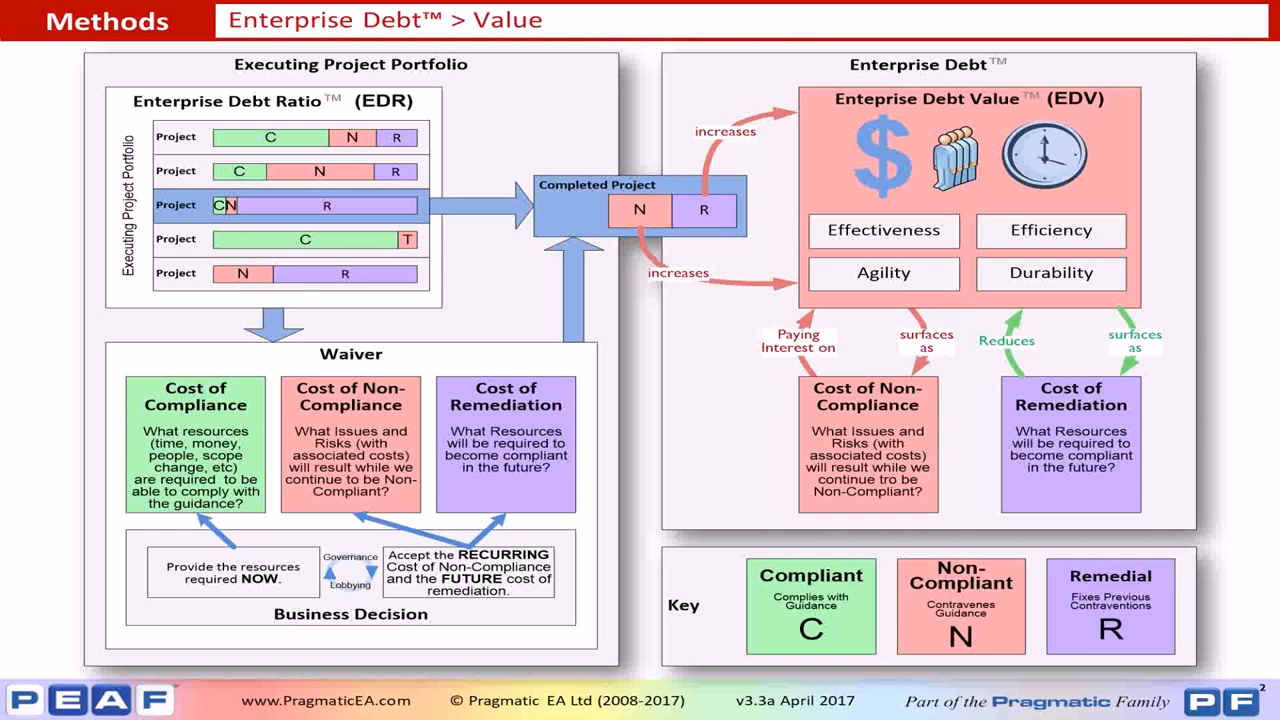 Methods
Enterprise Debt™ > Value
Executing Project Portfolio
Enterprise Debt Ratio™ (EDR)
Executing Project Portfolio
Project
C
N
R
Project
C
N
R
Project
C
N
R
Project
C
T
Project
N
R
Completed Project
N
R
increases
increases
Waiver
Cost of
Compliance
What resources
(time, money,
people, scope
change, etc)
are required to be
able to comply with
the guidance?
Cost of Non-
Compliance
What Issues and
Risks (with
associated costs)
will result while we
continue to be Non-
Compliant?
Cost of
Remediation
What Resources
will be required to
become compliant
in the future?
Provide the resources
required NOW.
Governance
Lobbying
Accept the RECURRING
Cost of Non-Compliance
and the FUTURE cost of
remediation.
Business Decision
Enterprise Debt™
Enteprise Debt Value™ (EDV)
$
Effectiveness
Efficiency
Agility
Durability
Paying
Interest on
surfaces
as
Reduces
surfaces
as
Cost of Non-
Compliance
What Issues and
Risks (with
associated costs)
will result while we
continue tro be
Non-Compliant?
Cost of
Remediation
What Resources
will be required to
become compliant
in the future?
Key
Compliant
Complies with
Guidance
C
Non-
Compliant
Contravenes
Guidance
N
Remedial
Fixes Previous
Contraventions
R
PEAF™
www.PragmaticEA.com
© Pragmatic EA Ltd (2008-2017)
v3.3a April 2017
Part of the Pragmatic Family
PF2